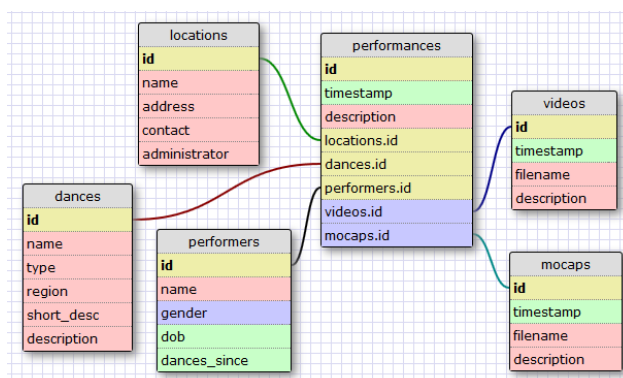 locations
id
name
address
contact
administrator
performances
id
timestamp
description
locations.id
dances.id
performers.id
videos.id
mocaps.id
videos
id
timestamp
filename
description
dances
id
name
type
region
short_desc
description
performers
id
name
gender
dob
dances_since
mocaps
id
timestamp
filename
description